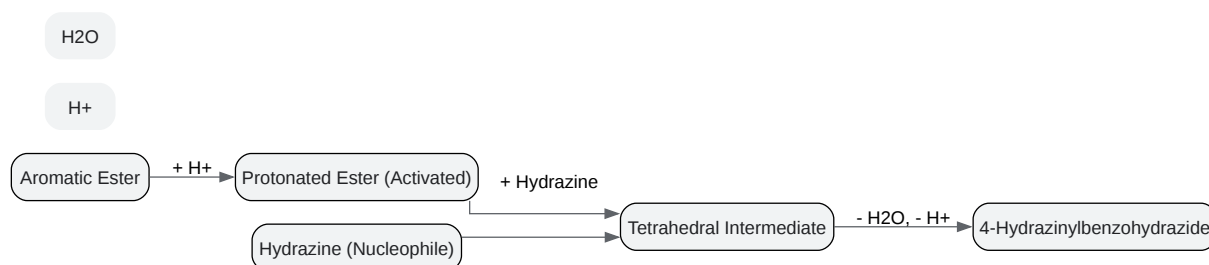 H2O
H+
Aromatic Ester
+ H+
Protonated Ester (Activated)
+ Hydrazine
Hydrazine (Nucleophile)
Tetrahedral Intermediate
- H2O, - H+
4-Hydrazinylbenzohydrazide